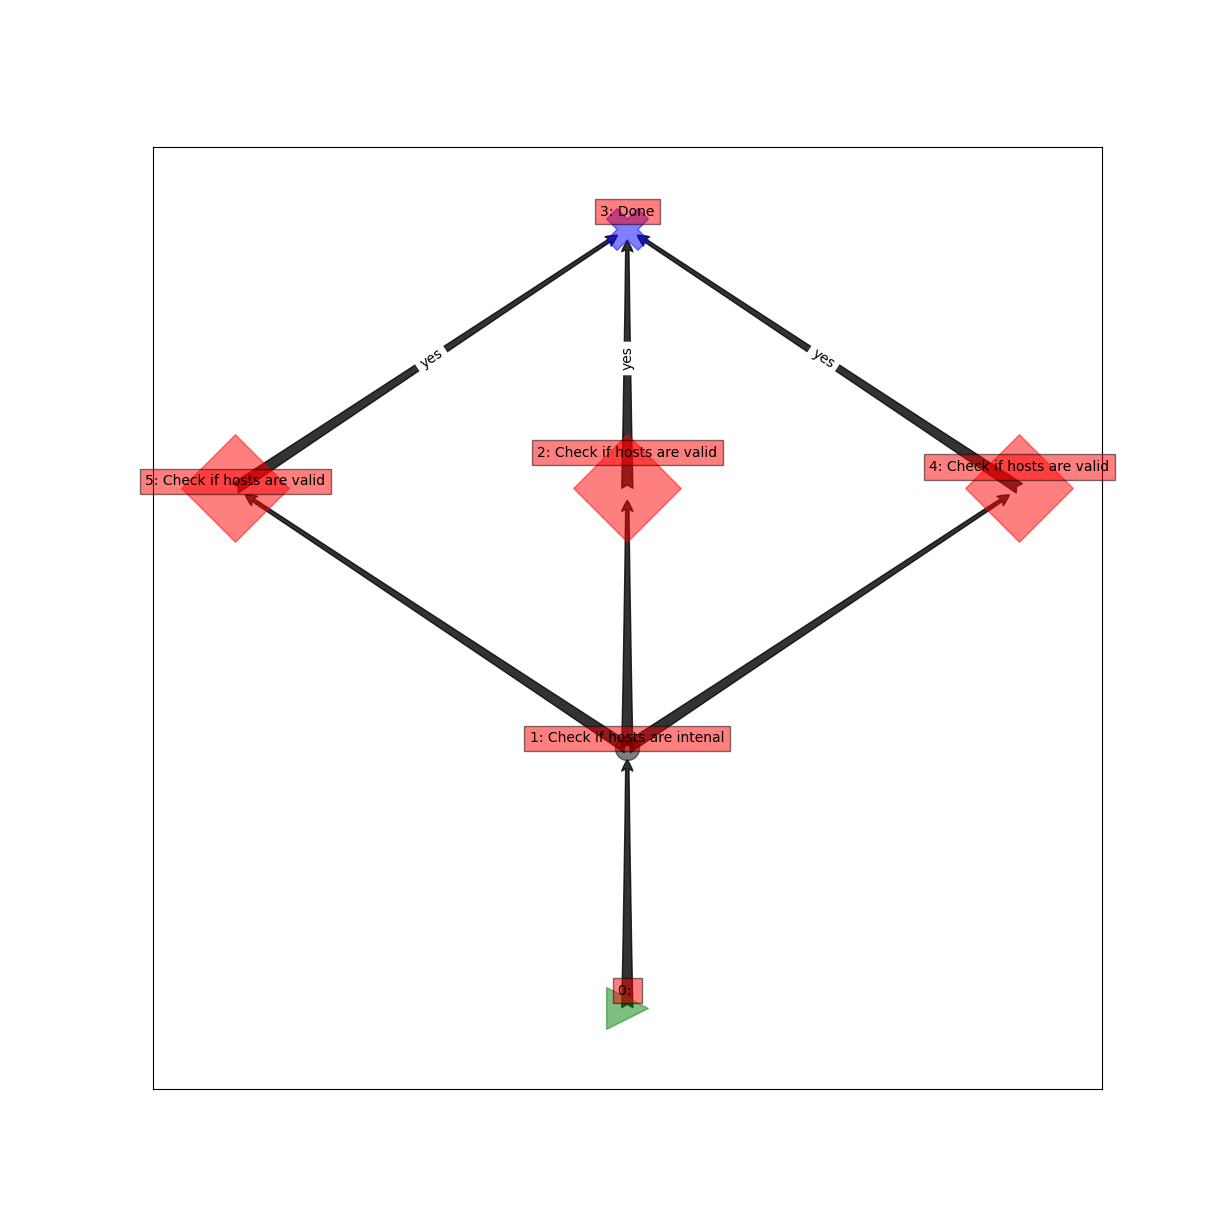 3: Done
yes
yes
yes
2: Check if hosts are valid
4: Check if hosts are valid
5: Check if hosts are valid
1: Check if hosts are intenal
0: